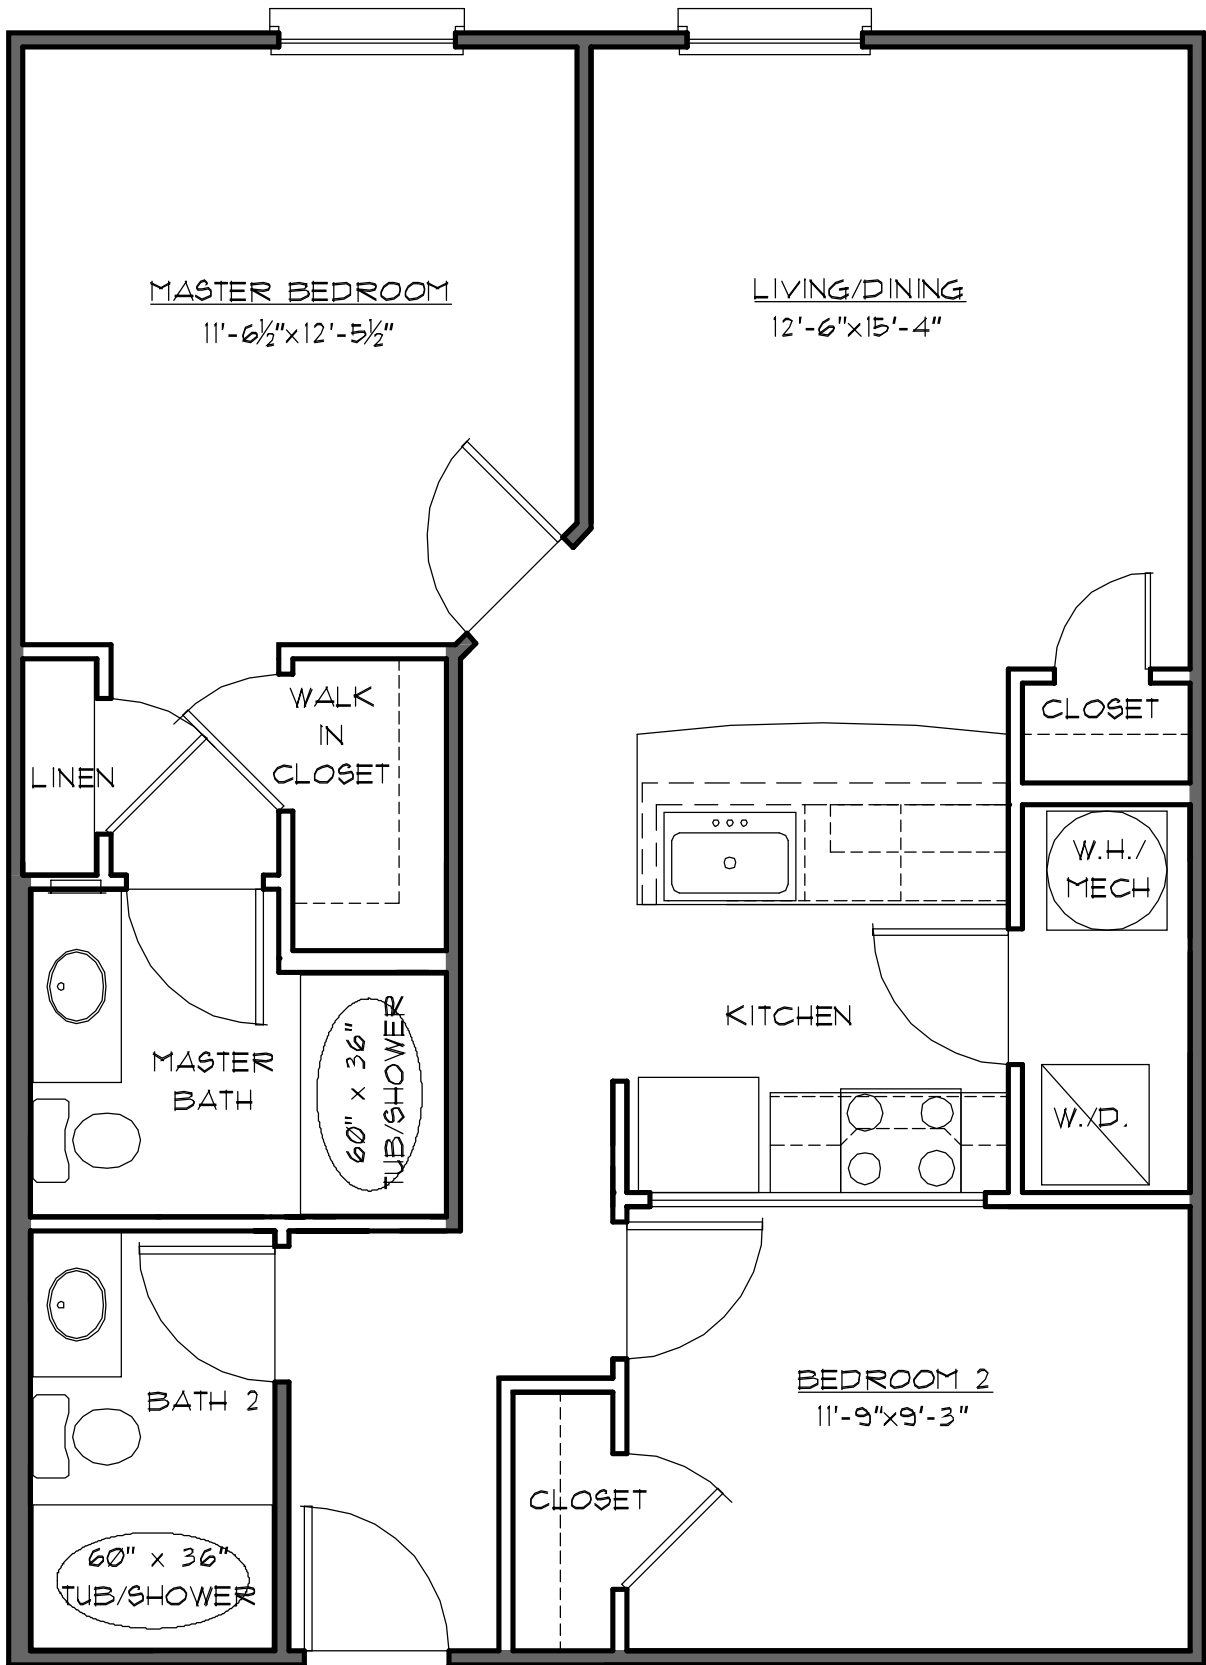 MASTER BEDROOM
11'-6½"x12'-5½"
LIVING/DINING
12'-6"x15'-4"
WALK
IN
CLOSET
LINEN
CLOSET
W.H./
MECH
KITCHEN
MASTER
BATH
60" x 36"
TUB/SHOWER
W./D.
BATH 2
BEDROOM 2
11'-9"x9'-3"
CLOSET
60" x 36"
TUB/SHOWER